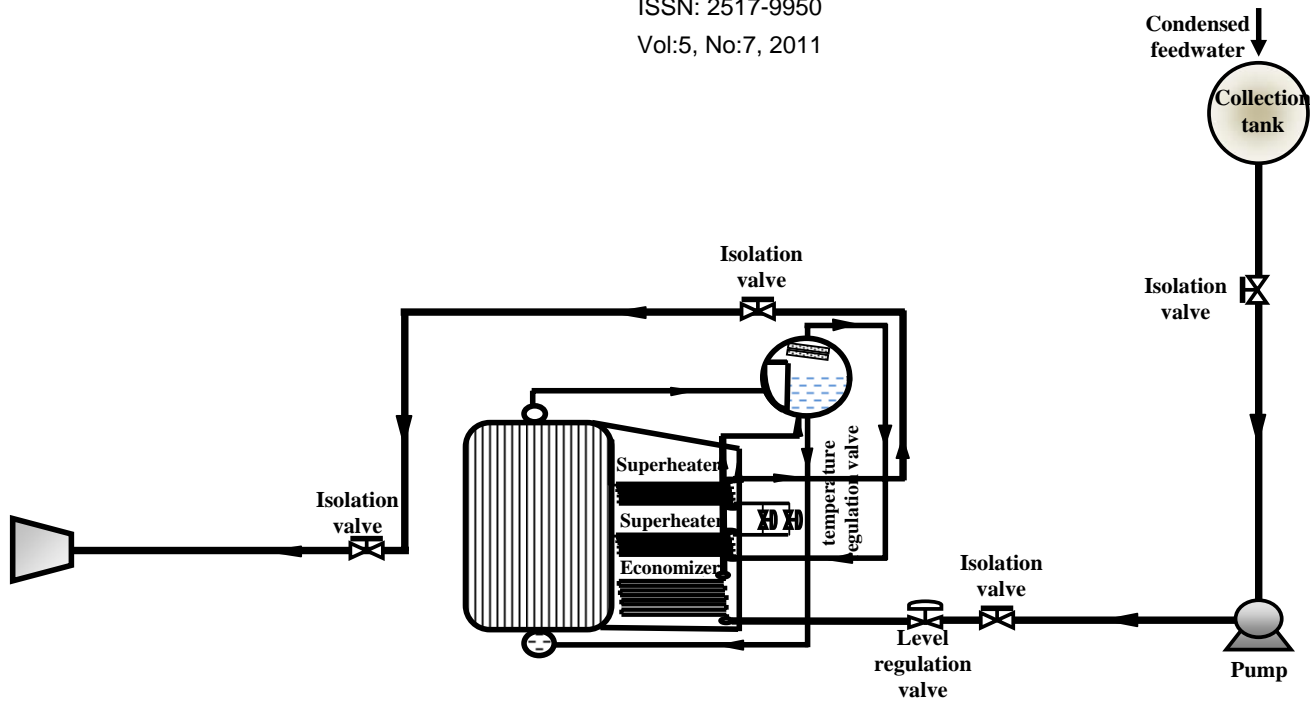 ISSN: 2517-9950
Vol:5, No:7, 2011
Condensed
feedwater
Collection
tank
Isolation
valve
Isolation
valve
Superheater
temperature
egulation valve
Isolation
valve
Superheater
Economizer
Isolation
valve
Level
regulation
valve
Pump